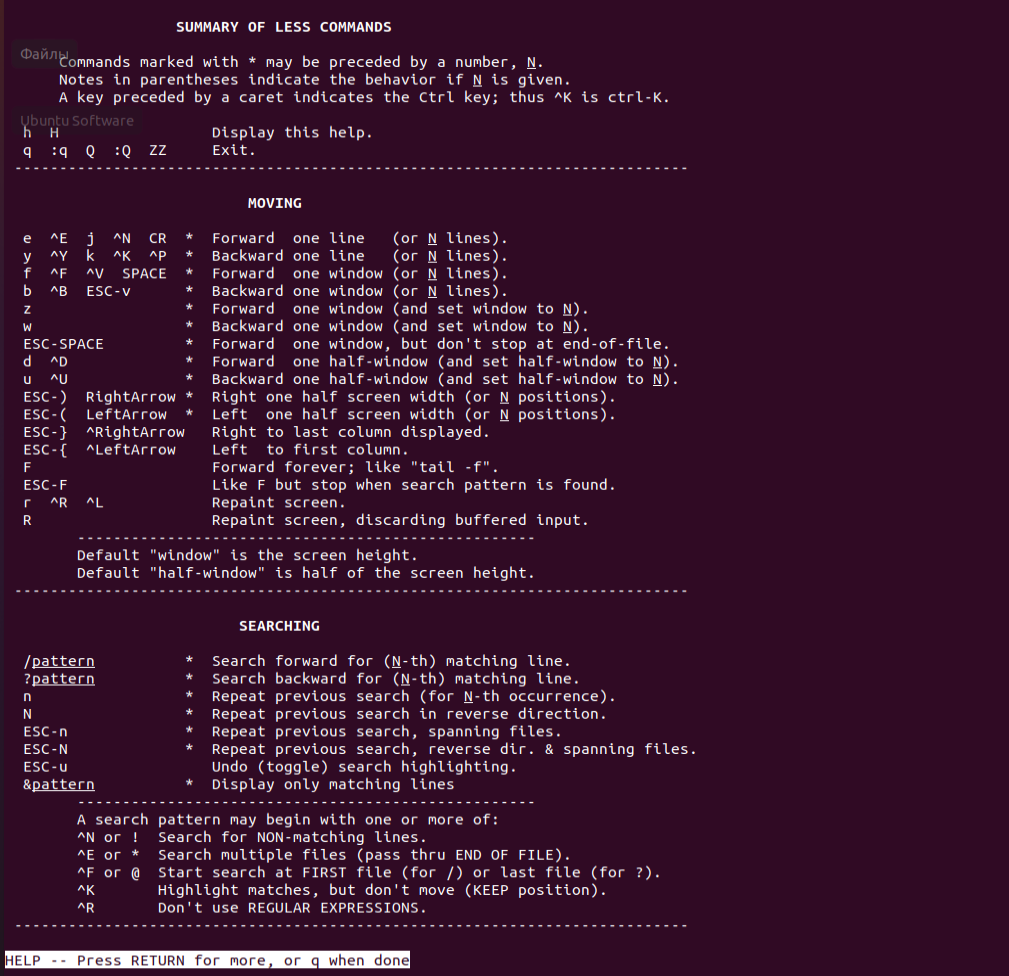 SUMMARY OF LESS COMMANDS
Файлы
Commands marked with * may be preceded by a number, N.
Notes in parentheses indicate the behavior if N is given.
A key preceded by a caret indicates the Ctrl key; thus ^K is ctrl-K.
Ubuntu Software
h H Display this help.
q :q Q :Q ZZ Exit.
---------------------------------------------------------------------------
MOVING
e ^E j ^N CR * Forward one line (or N lines).
y ^Y k ^K ^P * Backward one line (or N lines).
f ^F ^V SPACE * Forward one window (or N lines).
b ^B ESC-v * Backward one window (or N lines).
z * Forward one window (and set window to N).
w * Backward one window (and set window to N).
ESC-SPACE * Forward one window, but don't stop at end-of-file.
d ^D * Forward one half-window (and set half-window to N).
u ^U * Backward one half-window (and set half-window to N).
ESC-) RightArrow * Right one half screen width (or N positions).
ESC-( LeftArrow * Left one half screen width (or N positions).
ESC-} ^RightArrow Right to last column displayed.
ESC-{ ^LeftArrow Left to first column.
F Forward forever; like "tail -f".
ESC-F Like F but stop when search pattern is found.
r ^R ^L Repaint screen.
R Repaint screen, discarding buffered input.
---------------------------------------------------
Default "window" is the screen height.
Default "half-window" is half of the screen height.
---------------------------------------------------------------------------
SEARCHING
/pattern * Search forward for (N-th) matching line.
?pattern * Search backward for (N-th) matching line.
n * Repeat previous search (for N-th occurrence).
N * Repeat previous search in reverse direction.
ESC-n * Repeat previous search, spanning files.
ESC-N * Repeat previous search, reverse dir. & spanning files.
ESC-u Undo (toggle) search highlighting.
&pattern * Display only matching lines
---------------------------------------------------
A search pattern may begin with one or more of:
^N or ! Search for NON-matching lines.
^E or * Search multiple files (pass thru END OF FILE).
^F or @ Start search at FIRST file (for /) or last file (for ?).
^K Highlight matches, but don't move (KEEP position).
^R Don't use REGULAR EXPRESSIONS.
---------------------------------------------------------------------------
HELP -- Press RETURN for more, or q when done